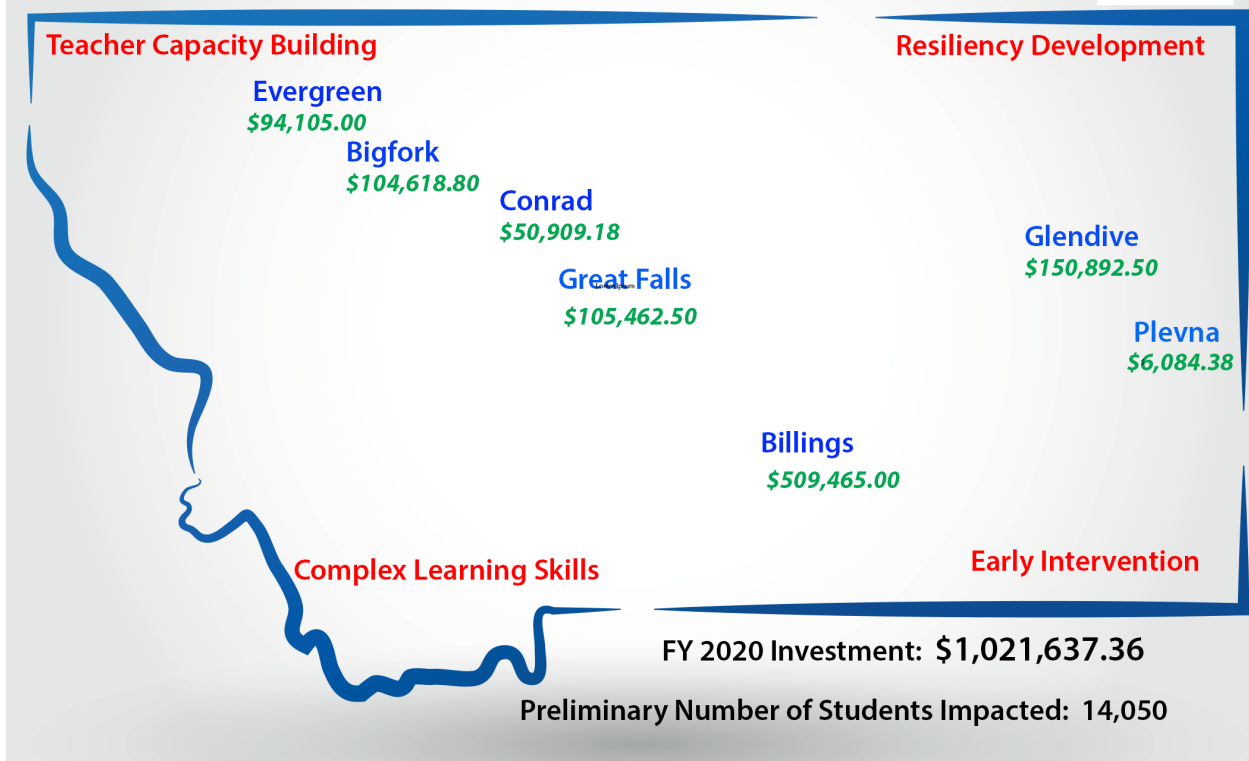 Teacher Capacity Building
Resiliency Development
Evergreen
$94,105.00
Bigfork
$104,618.80
Conrad
$50,909.18
Great Falls
$105,462.50
Glendive
$150,892.50
Plevna
$6,084.38
Billings
$509,465.00
Complex Learning Skills
Early Intervention
FY 2020 Investment: $1,021,637.36
Preliminary Number of Students Impacted: 14,050